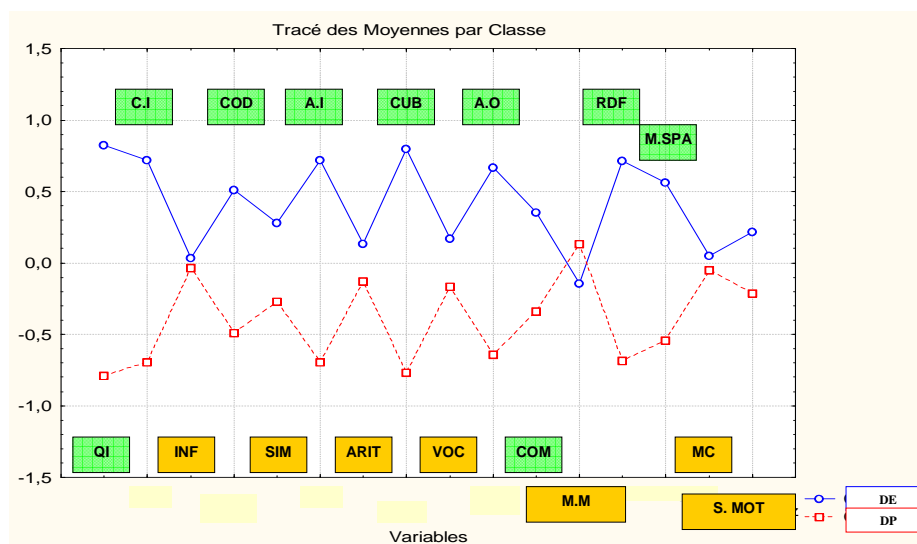 Tracé des Moyennes par Classe
1,5
1,0
0,5
0,0
-0,5
-1,0
-1,5
C.I
COD
A.I
CUB
A.O
RDF
M.SPA
QI
INF
SIM
ARIT
VOC
COM
MC
M.M
S. MOT
DE
DP
Variables